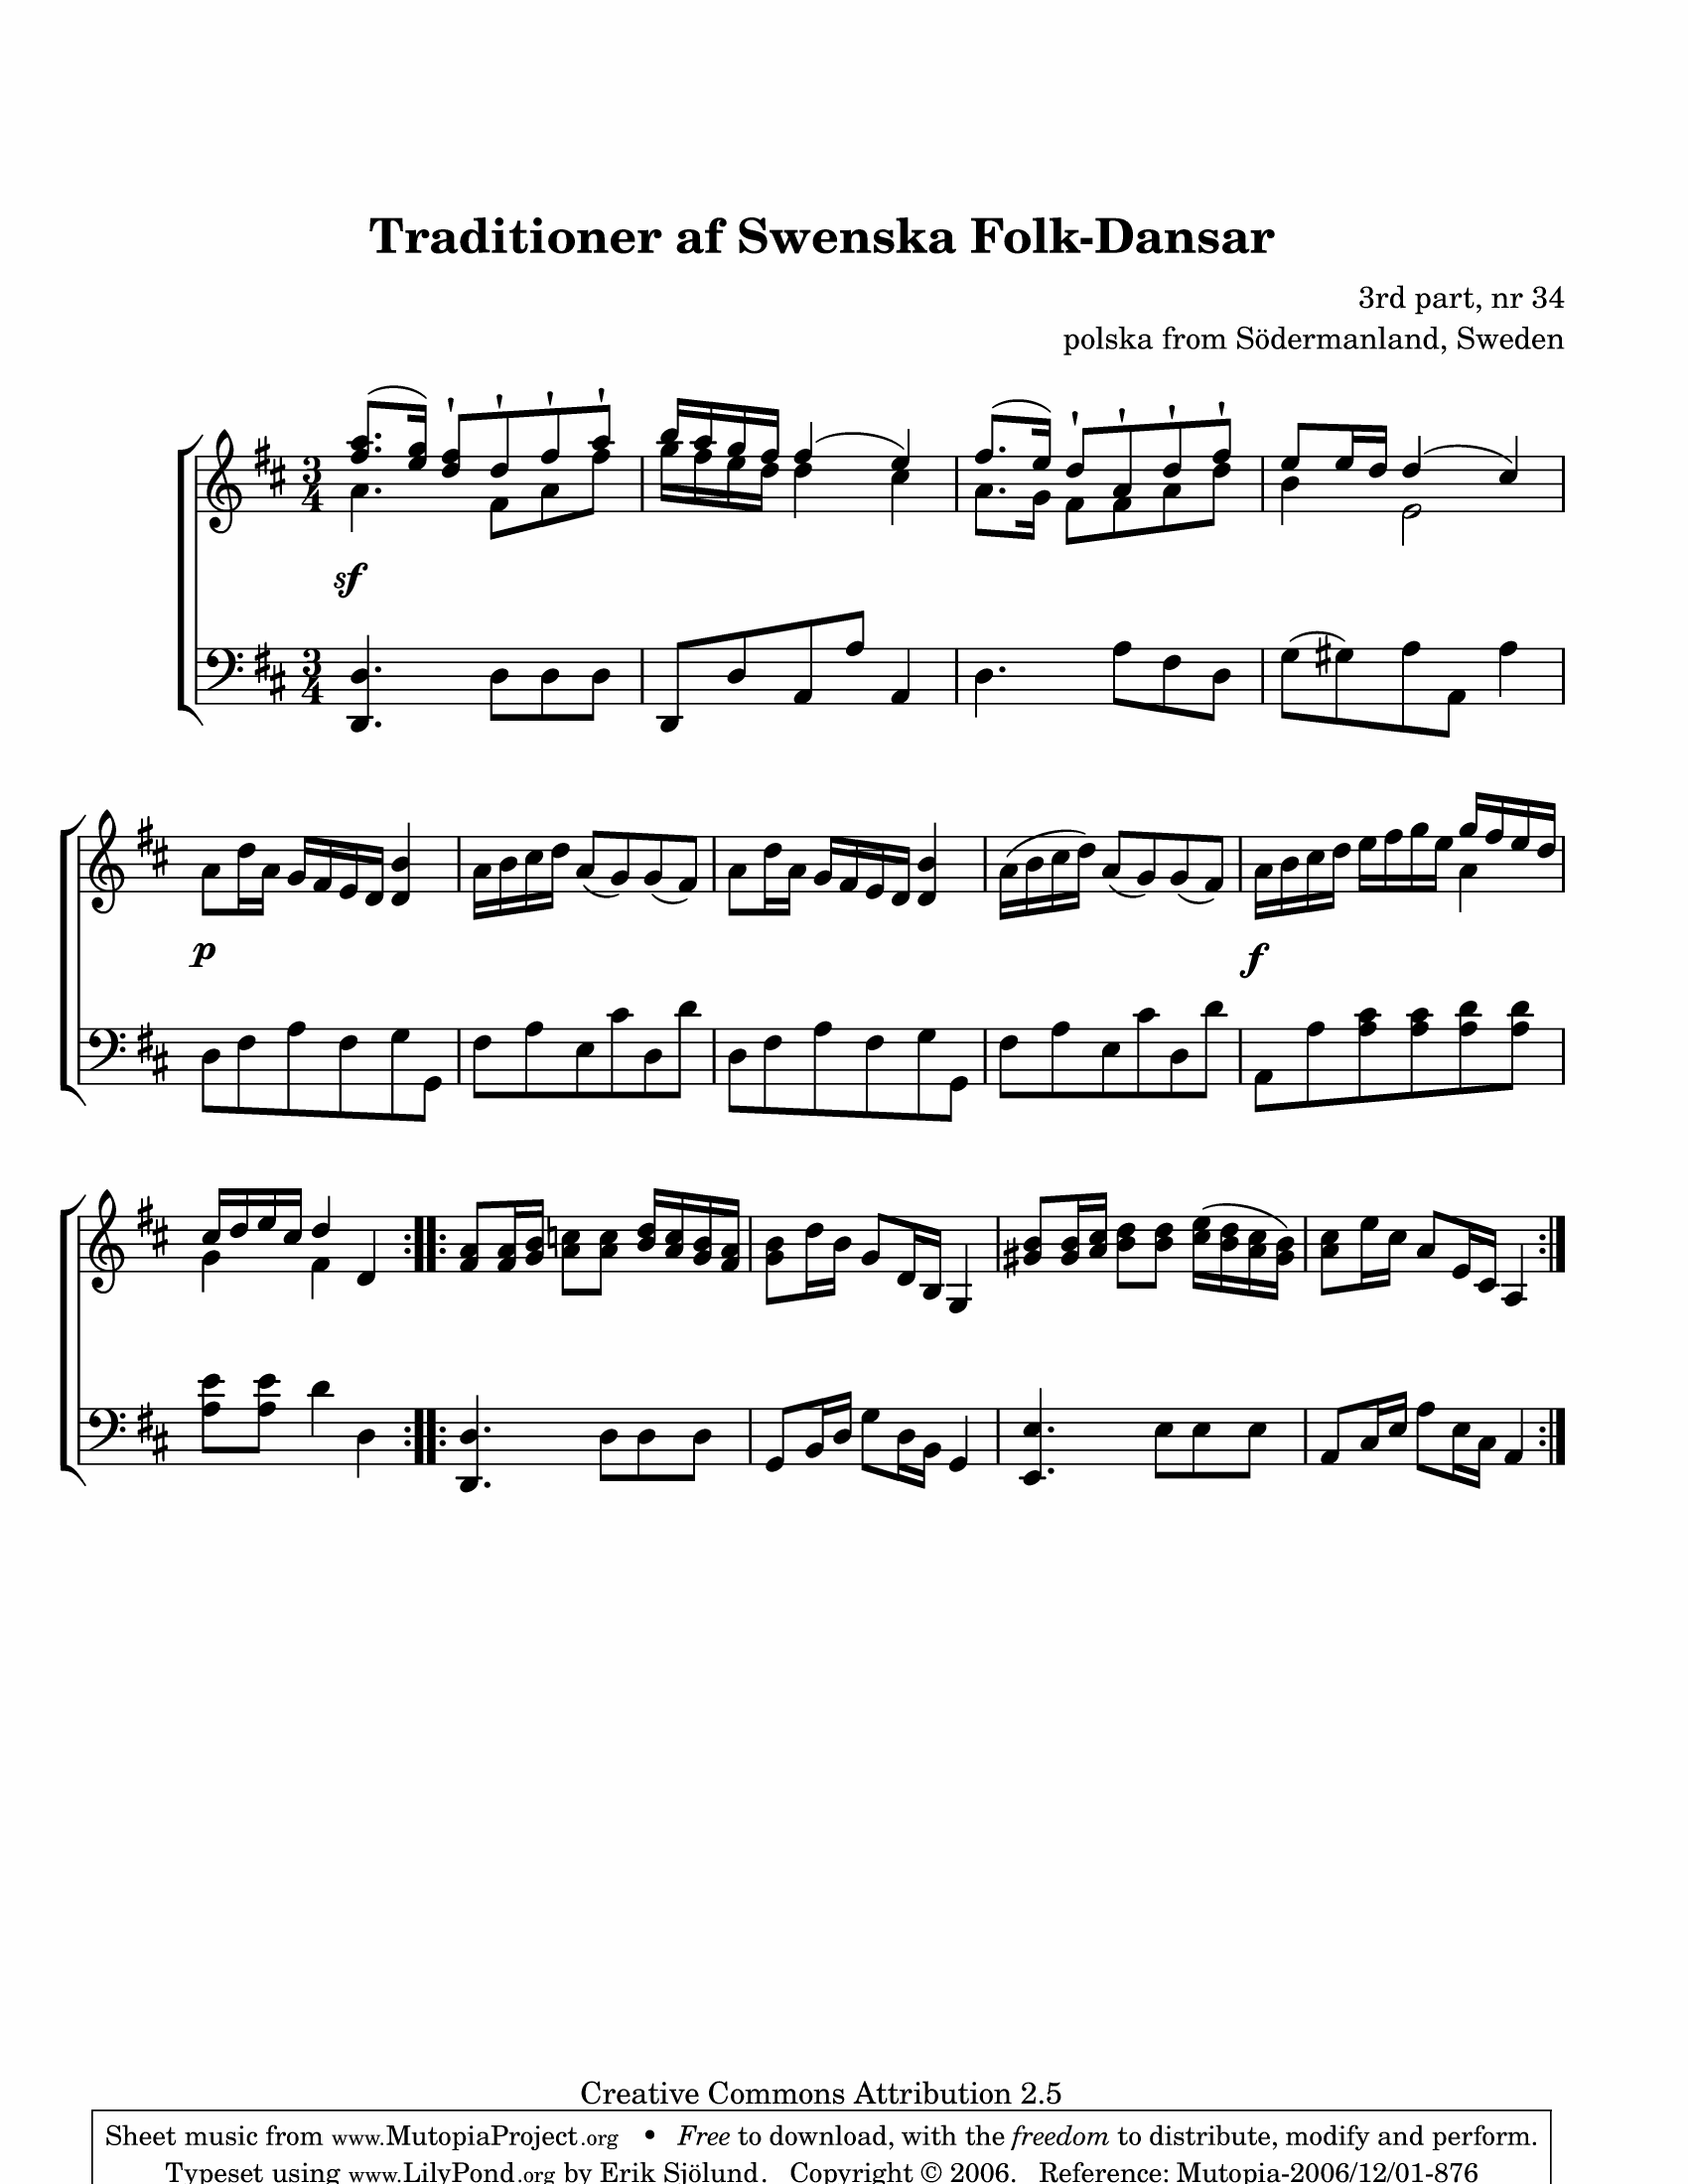 Traditioner af Swenska Folk-Dansar
3rd part, nr 34
polska from Södermanland, Sweden
3
4
sf
3
4
p
f
Creative Commons Attribution 2.5
Sheet music from www.MutopiaProject.org • Free to download, with the freedom to distribute, modify and perform.
Typeset using www.LilyPond.org by Erik Sjölund. Copyright © 2006. Reference: Mutopia-2006/12/01-876